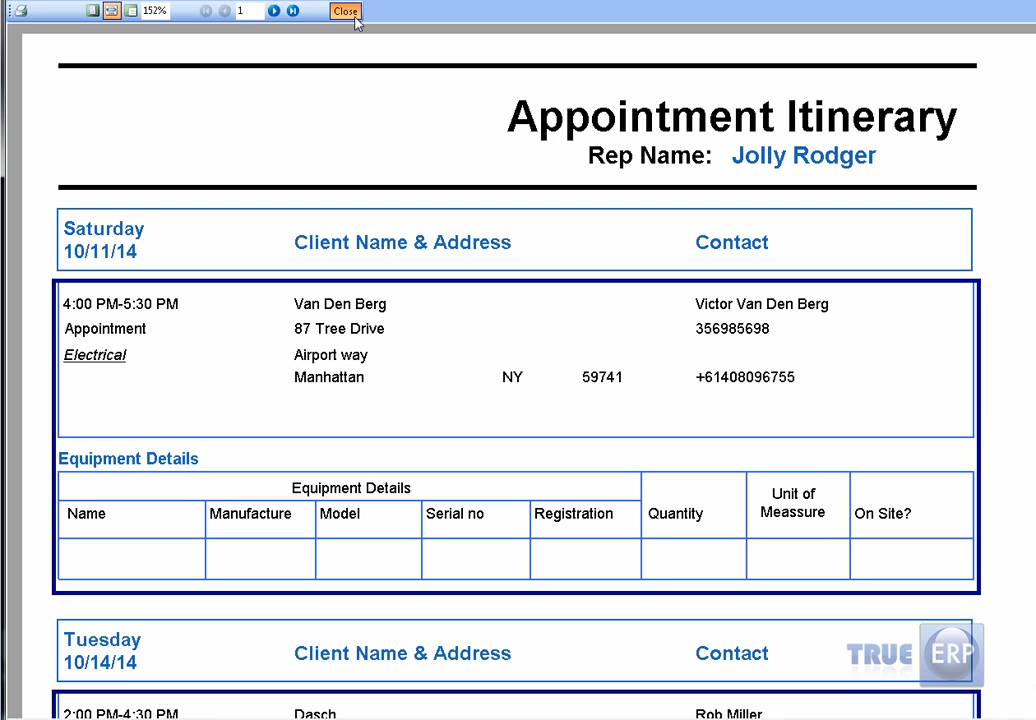 152% 1 Close
Appointment Itinerary
Rep Name: Jolly Rodger
Saturday
10/11/14 Client Name & Address Contact
4:00 PM-5:30 PM Van Den Berg Victor Van Den Berg
Appointment 87 Tree Drive 356985698
Electrical Airport way
Manhattan NY 59741 +61408096755
Equipment Details
Equipment Details
Name Manufacture Model Serial no Registration Quantity Unit of Meassure On Site?
Tuesday
10/14/14 Client Name & Address Contact
TRUE ERP
2:00 PM-4:30 PM Dasch Rob Miller